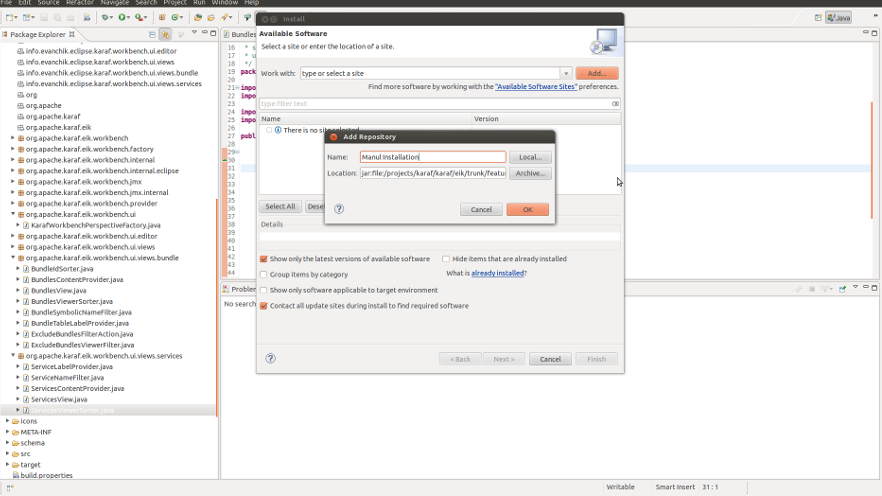 File Edit Source Refactor Navigate Search Project Run Window Help
Java
Package Explorer
info.evanchik.eclipse.karaf.workbench.ui.editor
info.evanchik.eclipse.karaf.workbench.ui.views
info.evanchik.eclipse.karaf.workbench.ui.views.bundle
info.evanchik.eclipse.karaf.workbench.ui.views.services
org
org.apache
org.apache.karaf
org.apache.karaf.eik
org.apache.karaf.eik.workbench
org.apache.karaf.eik.workbench.factory
org.apache.karaf.eik.workbench.internal
org.apache.karaf.eik.workbench.internal.eclipse
org.apache.karaf.eik.workbench.jmx
org.apache.karaf.eik.workbench.jmx.internal
org.apache.karaf.eik.workbench.provider
org.apache.karaf.eik.workbench.ui
KarafWorkbenchPerspectiveFactory.java
org.apache.karaf.eik.workbench.ui.editor
org.apache.karaf.eik.workbench.ui.views
org.apache.karaf.eik.workbench.ui.views.bundle
BundleIdSorter.java
BundlesContentProvider.java
BundlesView.java
BundlesViewerSorter.java
BundleSymbolicNameFilter.java
BundleTableLabelProvider.java
ExcludeBundlesFilterAction.java
ExcludeBundlesViewerFilter.java
org.apache.karaf.eik.workbench.ui.views.services
ServiceLabelProvider.java
ServiceNameFilter.java
ServicesContentProvider.java
ServicesView.java
ServicesViewerSorter.java
icons
META-INF
schema
src
target
build.properties
Bundles
16 * s
17 * u
18 */
19 pack
20
21 impo
22 impo
23
24 impo
25 impo
26
27 publ
28
29
30
31
32
33
34
35
36
37
38
39
40
41
42
43
44
Problem
No search
Install
Available Software
Select a site or enter the location of a site.
Work with: type or select a site Add...
Find more software by working with the "Available Software Sites" preferences.
type filter text
Name Version
There is no site selected.
Add Repository
Name: Manul Installation Local...
Location: jar:file:/projects/karaf/karaf/eik/trunk/featu Archive...
Cancel OK
Select All Desel
Details
Show only the latest versions of available software Hide items that are already installed
Group items by category What is already installed?
Show only software applicable to target environment
Contact all update sites during install to find required software
< Back Next > Cancel Finish
Writable Smart Insert 31 : 1